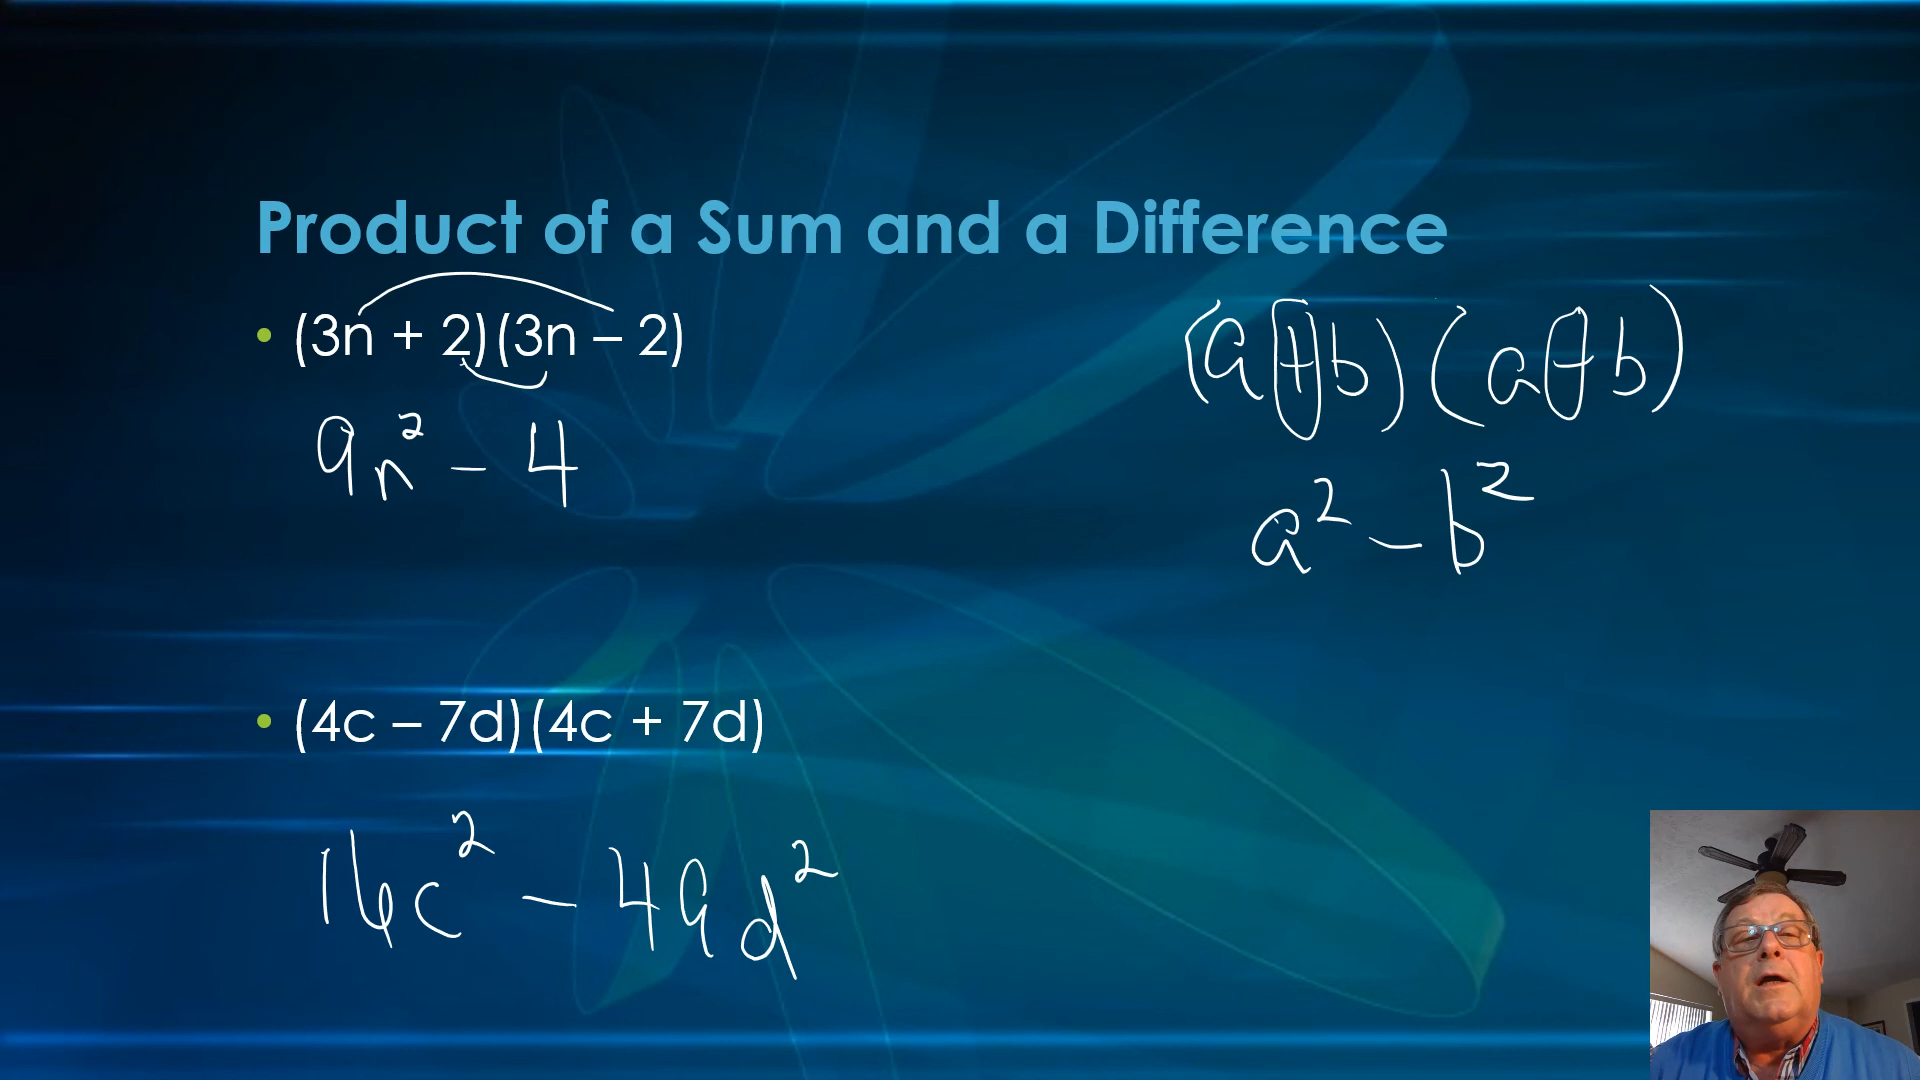 Product of a Sum and a Difference
• (3n + 2)(3n – 2)
9n² – 4
(a + b)(a – b)
a² – b²
• (4c – 7d)(4c + 7d)
16c² – 49d²